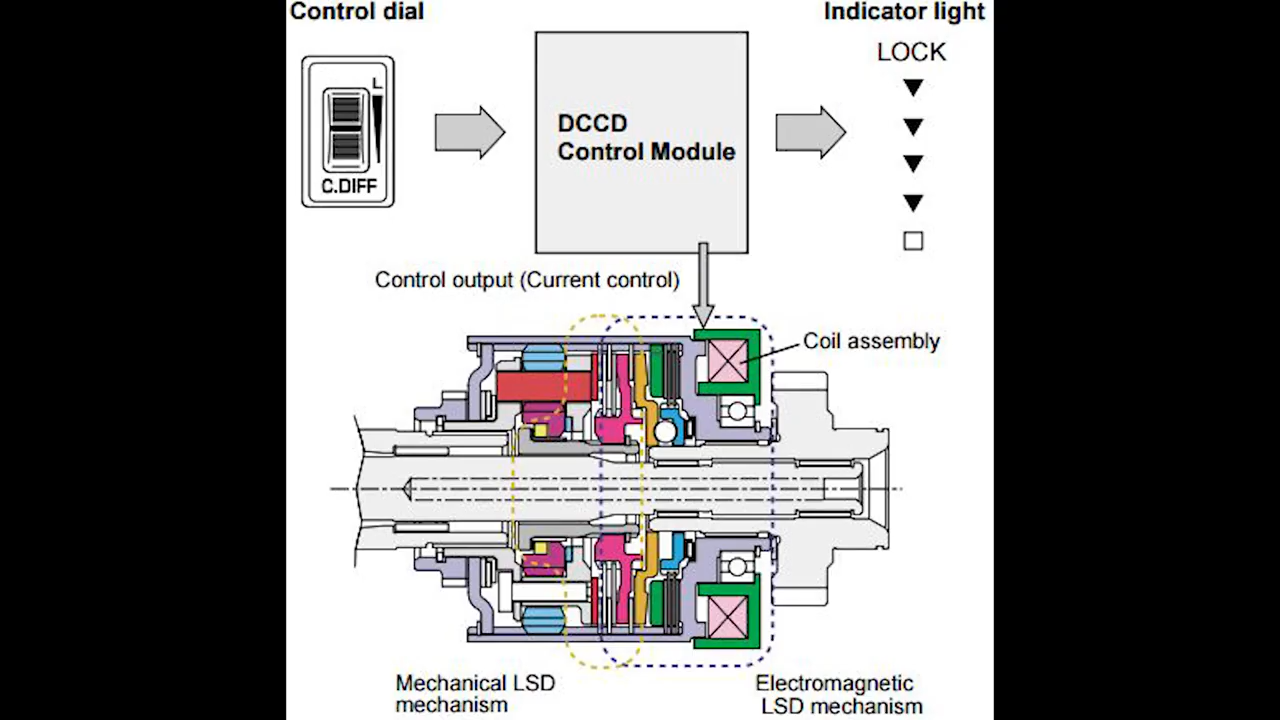 Control dial
Indicator light
LOCK
L
DCCD
Control Module
C.DIFF
Control output (Current control)
Coil assembly
Mechanical LSD
mechanism
Electromagnetic
LSD mechanism